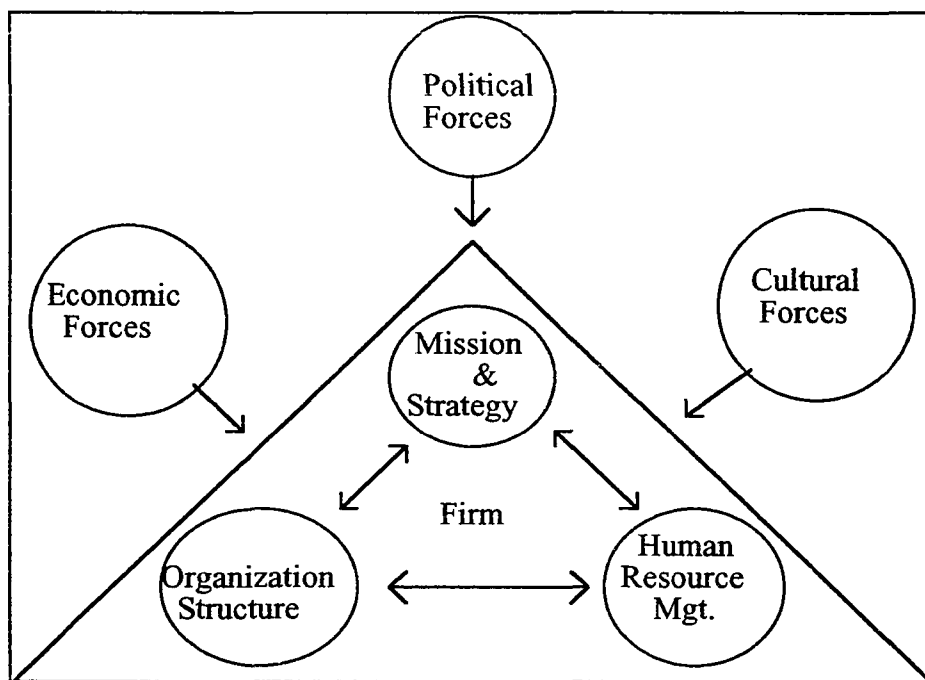 Political
Forces
Economic
Forces
Cultural
Forces
Mission
&
Strategy
Firm
Organization
Structure
Human
Resource
Mgt.